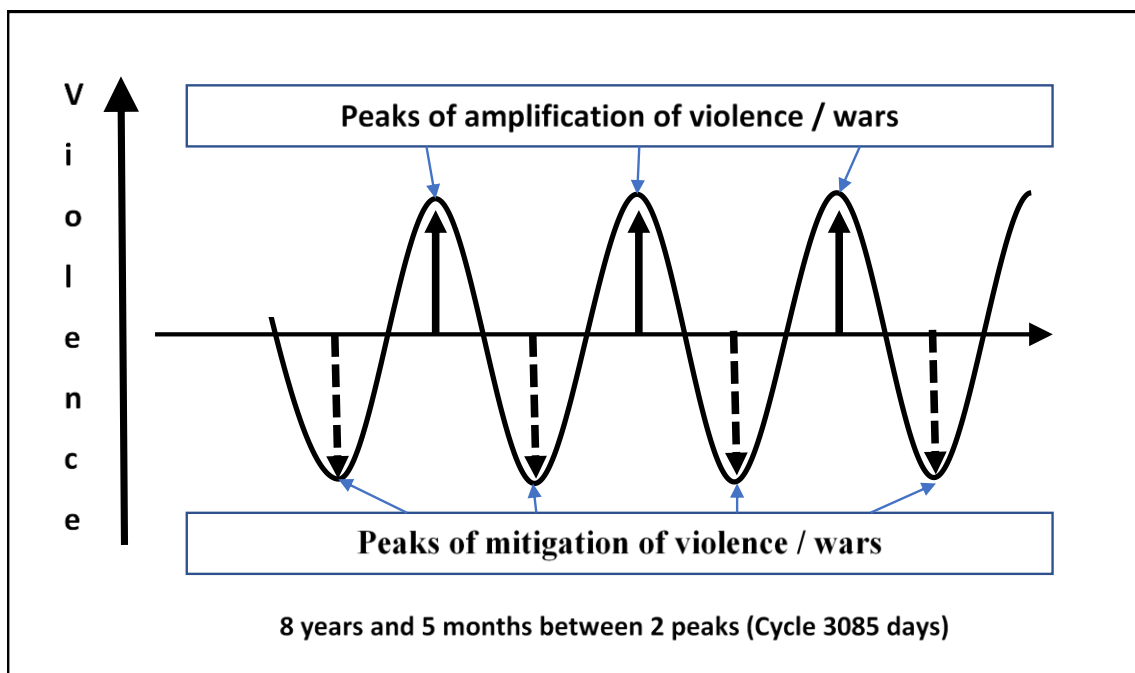 Violence
Peaks of amplification of violence / wars
Peaks of mitigation of violence / wars
8 years and 5 months between 2 peaks (Cycle 3085 days)